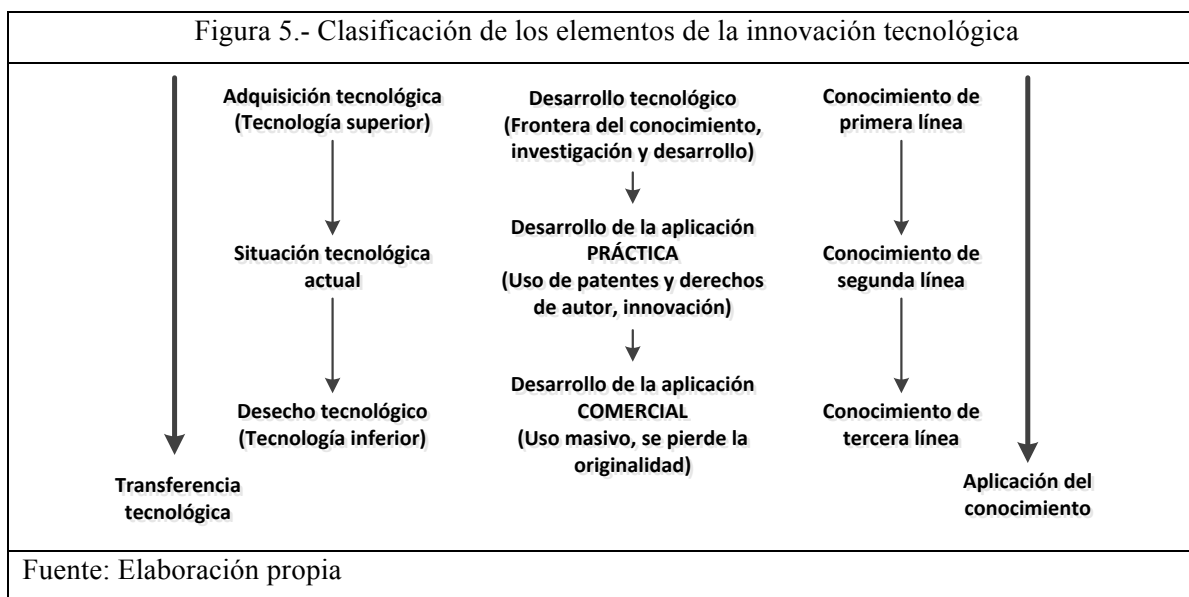 Figura 5.- Clasificación de los elementos de la innovación tecnológica
Adquisición tecnológica
(Tecnología superior)
Situación tecnológica
actual
Desecho tecnológico
(Tecnología inferior)
Transferencia
tecnológica
Desarrollo tecnológico
(Frontera del conocimiento,
investigación y desarrollo)
Desarrollo de la aplicación
PRÁCTICA
(Uso de patentes y derechos
de autor, innovación)
Desarrollo de la aplicación
COMERCIAL
(Uso masivo, se pierde la
originalidad)
Conocimiento de
primera línea
Conocimiento de
segunda línea
Conocimiento de
tercera línea
Aplicación del
conocimiento
Fuente: Elaboración propia